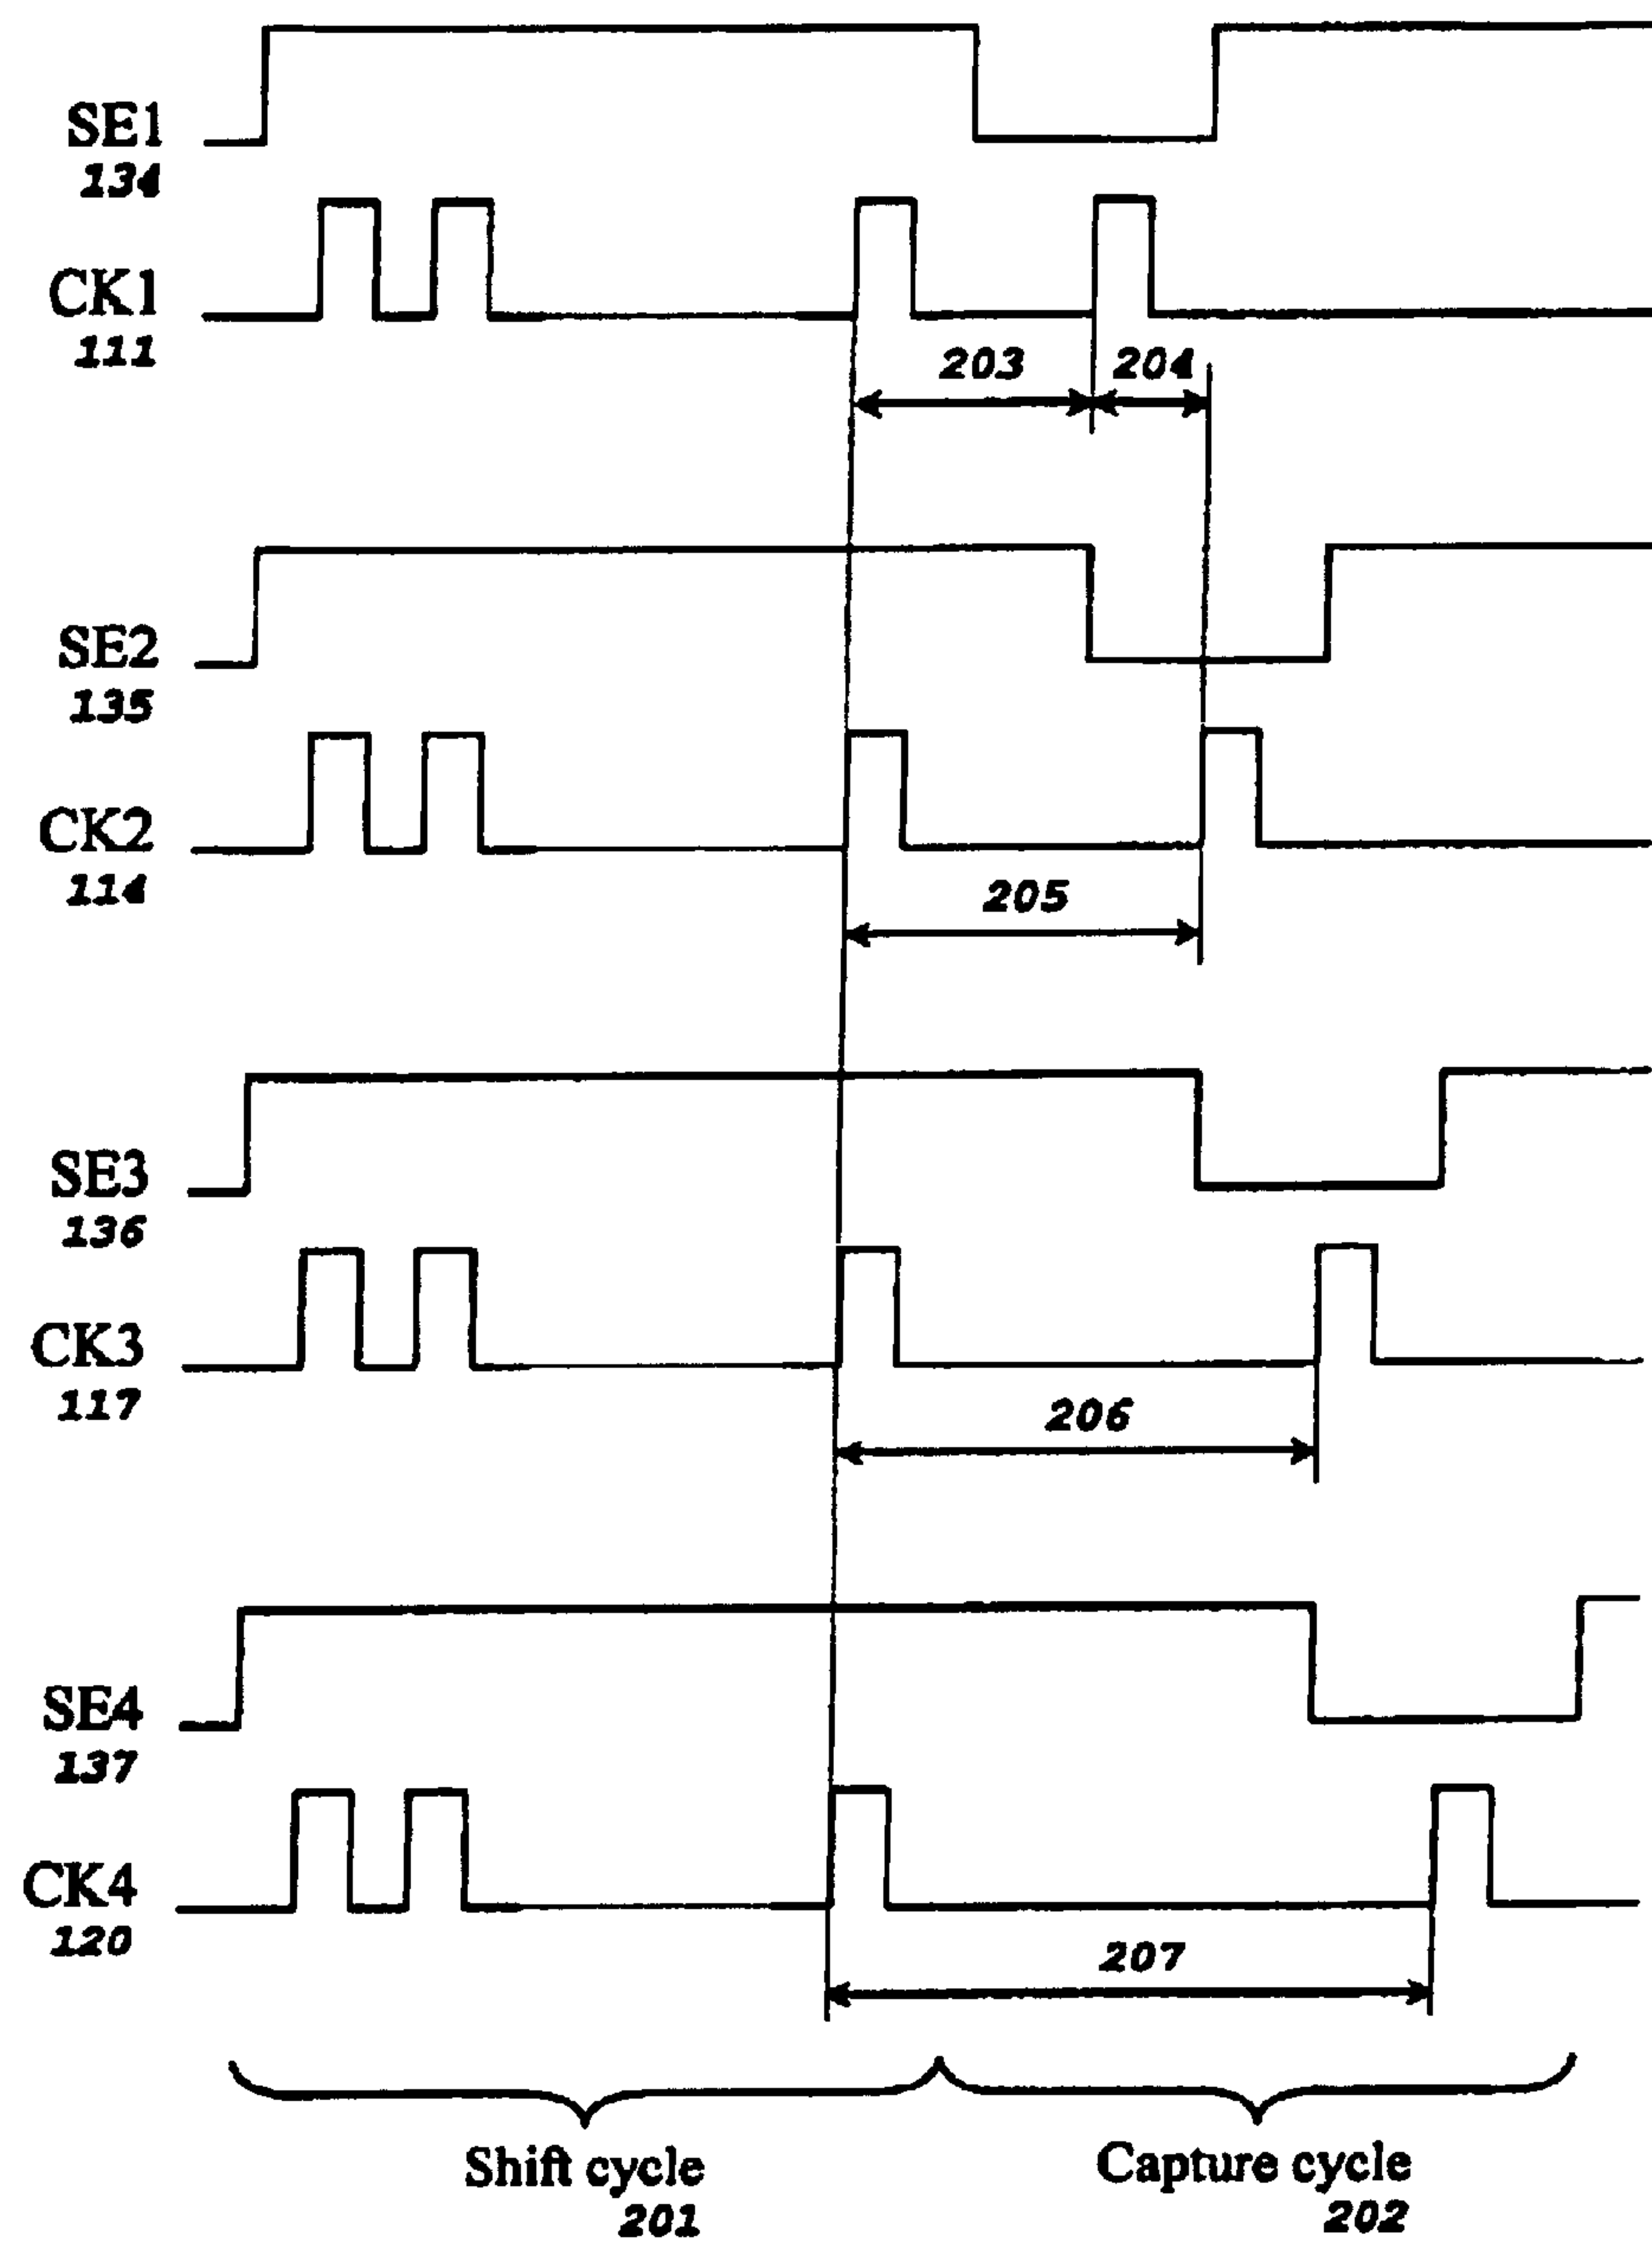 SE1
134
CK1
111
203
204
SE2
135
CK2
114
205
SE3
136
CK3
117
206
SE4
137
CK4
120
207
Shift cycle
201
Capture cycle
202